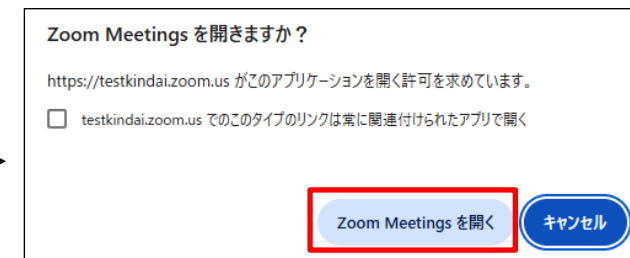 Zoom Meetings を開きますか？
https://testkindai.zoom.us がこのアプリケーションを開く許可を求めています。
testkindai.zoom.us でのこのタイプのリンクは常に関連付けられたアプリで開く
Zoom Meetings を開く キャンセル